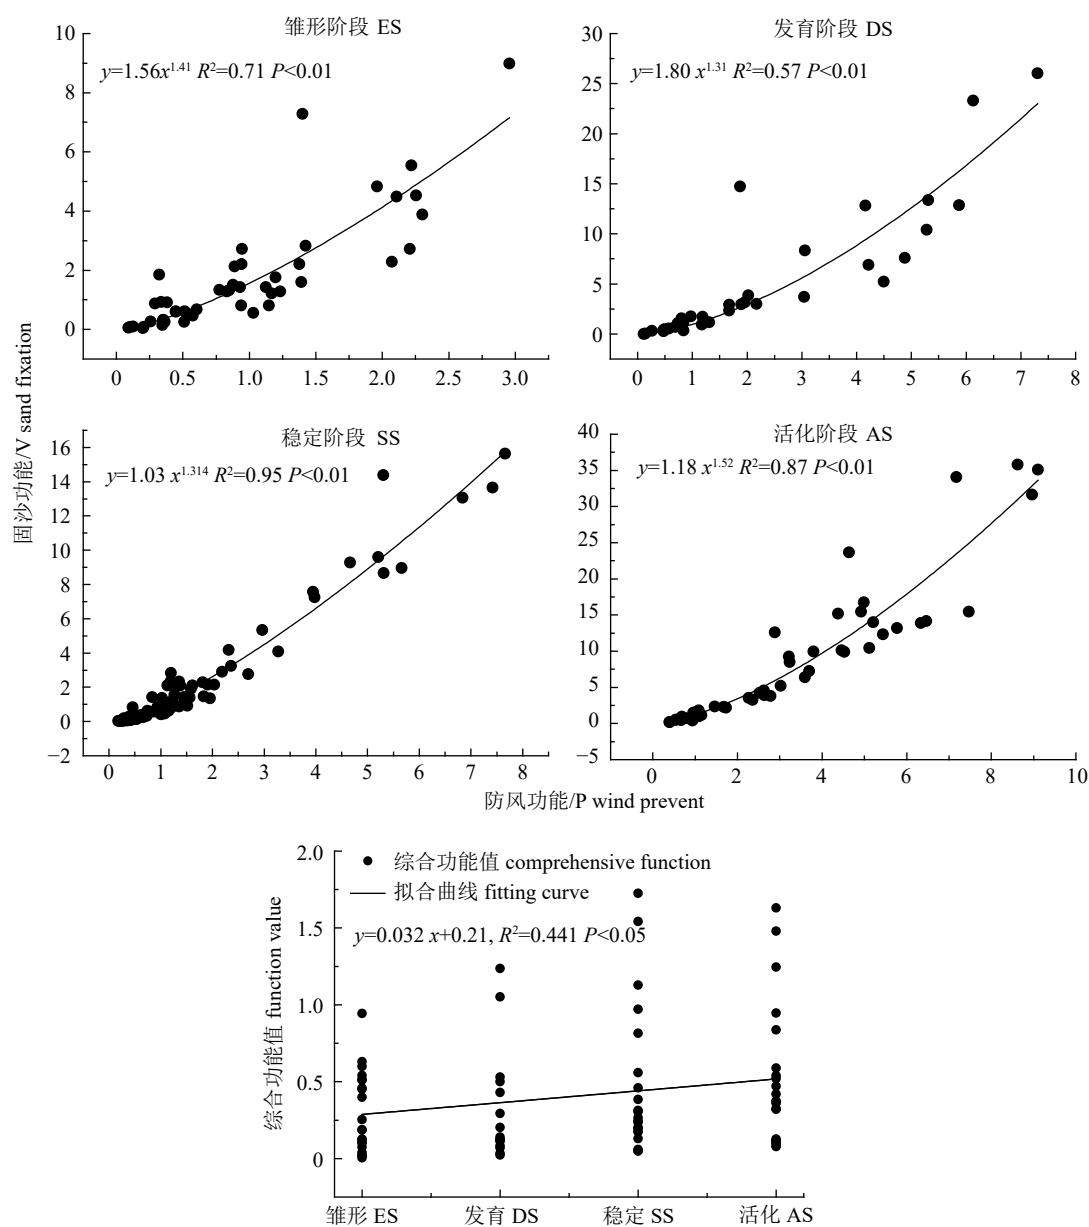 雏形阶段 ES
y=1.56x^1.41 R²=0.71 P<0.01
10
8
6
4
2
0
0 0.5 1.0 1.5 2.0 2.5 3.0
发育阶段 DS
y=1.80 x^1.31 R²=0.57 P<0.01
30
25
20
15
10
5
0
0 1 2 3 4 5 6 7 8
固沙功能/V sand fixation
稳定阶段 SS
y=1.03 x^1.314 R²=0.95 P<0.01
16
14
12
10
8
6
4
2
0
−2
0 1 2 3 4 5 6 7 8
活化阶段 AS
y=1.18 x^1.52 R²=0.87 P<0.01
40
35
30
25
20
15
10
5
0
−5
0 2 4 6 8 10
防风功能/P wind prevent
综合功能值 comprehensive function
拟合曲线 fitting curve
y=0.032 x+0.21, R²=0.441 P<0.05
综合功能值 function value
2.0
1.5
1.0
0.5
0
雏形 ES 发育 DS 稳定 SS 活化 AS